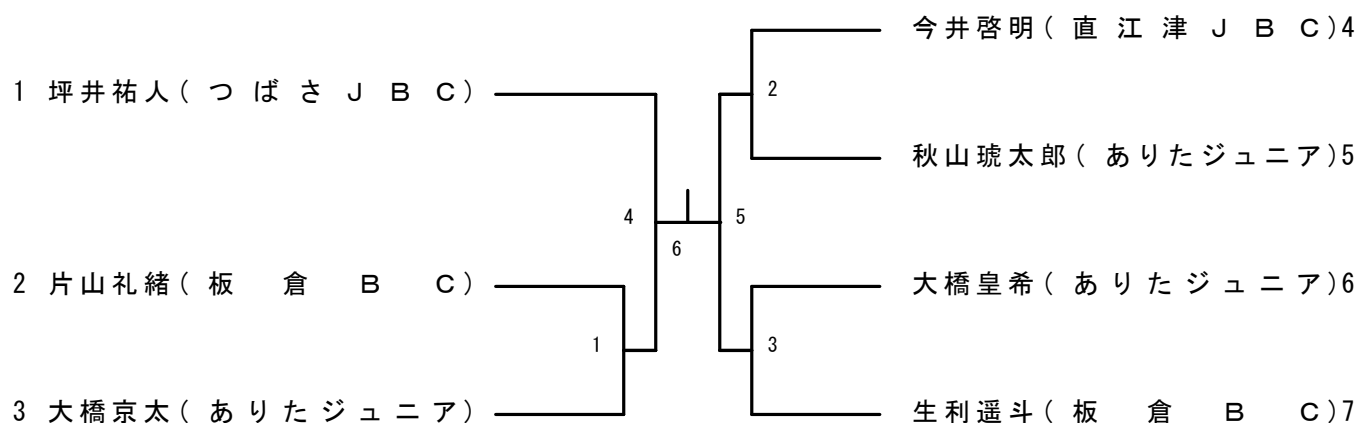 今井啓明(直江津JBC)4
1 坪井祐人(つばさJBC)
2
秋山琥太郎(ありたジュニア)5
4
5
6
2 片山礼緒(板倉BC)
大橋皇希(ありたジュニア)6
1
3
3 大橋京太(ありたジュニア)
生利遥斗(板倉BC)7